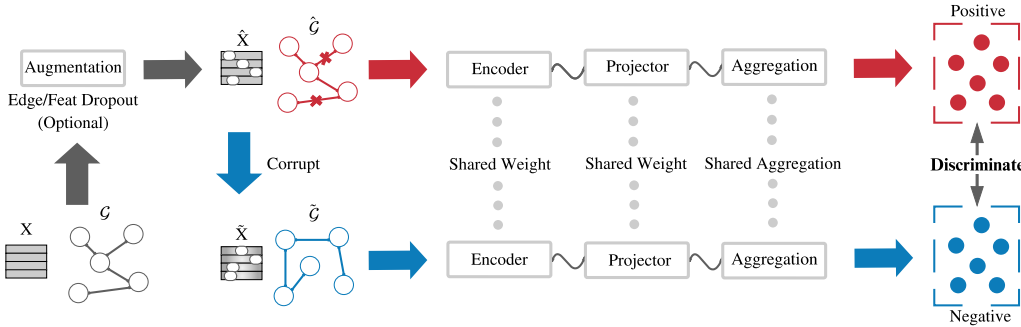 Augmentation
Edge/Feat Dropout
(Optional)
X
𝒢
X̂
𝒢̂
Corrupt
X̃
𝒢̃
Encoder
Projector
Aggregation
Shared Weight
Shared Weight
Shared Aggregation
Encoder
Projector
Aggregation
Positive
Discriminate
Negative